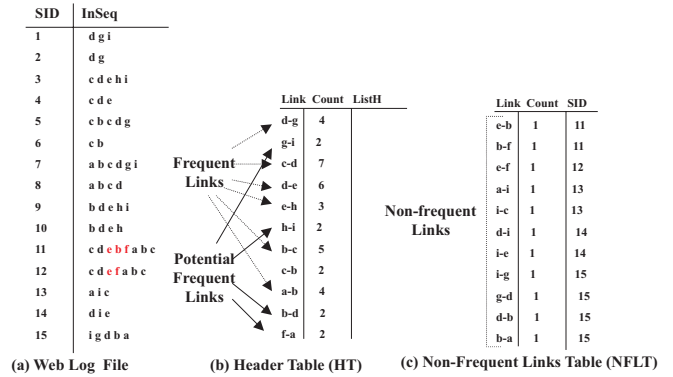 SID InSeq
1 d g i
2 d g
3 c d e h i
4 c d e
5 c b c d g
6 c b
7 a b c d g i
8 a b c d
9 b d e h i
10 b d e h
11 c d e b f a b c
12 c d e f a b c
13 a i c
14 d i e
15 i g d b a
(a) Web Log File
Frequent
Links
Potential
Frequent
Links
Link Count ListH
d-g 4
g-i 2
c-d 7
d-e 6
e-h 3
h-i 2
b-c 5
c-b 2
a-b 4
b-d 2
f-a 2
(b) Header Table (HT)
Non-frequent
Links
Link Count SID
e-b 1 11
b-f 1 11
e-f 1 12
a-i 1 13
i-c 1 13
d-i 1 14
i-e 1 14
i-g 1 15
g-d 1 15
d-b 1 15
b-a 1 15
(c) Non-Frequent Links Table (NFLT)